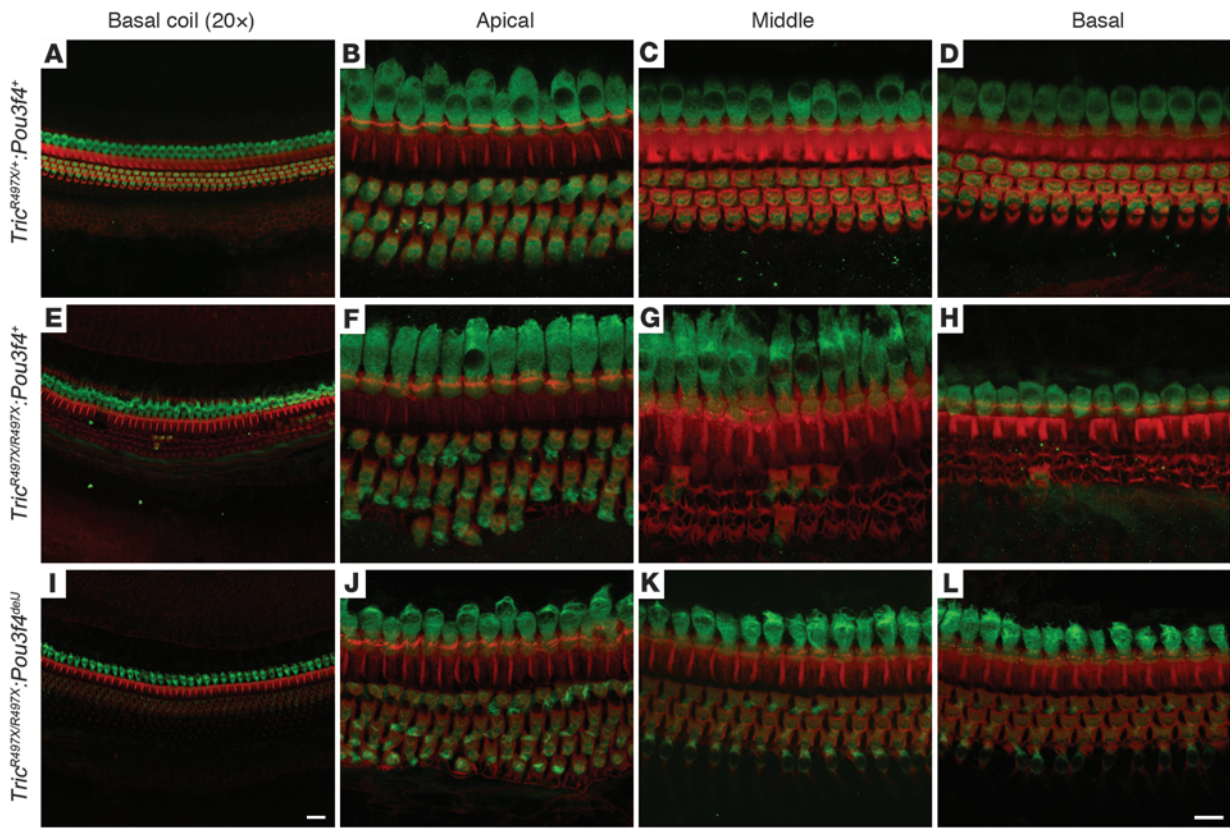 Basal coil (20×) Apical Middle Basal
A B C D
Tric^R497X/+:Pou3f4^+
E F G H
Tric^R497X/R497X:Pou3f4^+
I J K L
Tric^R497X/R497X:Pou3f4^delJ